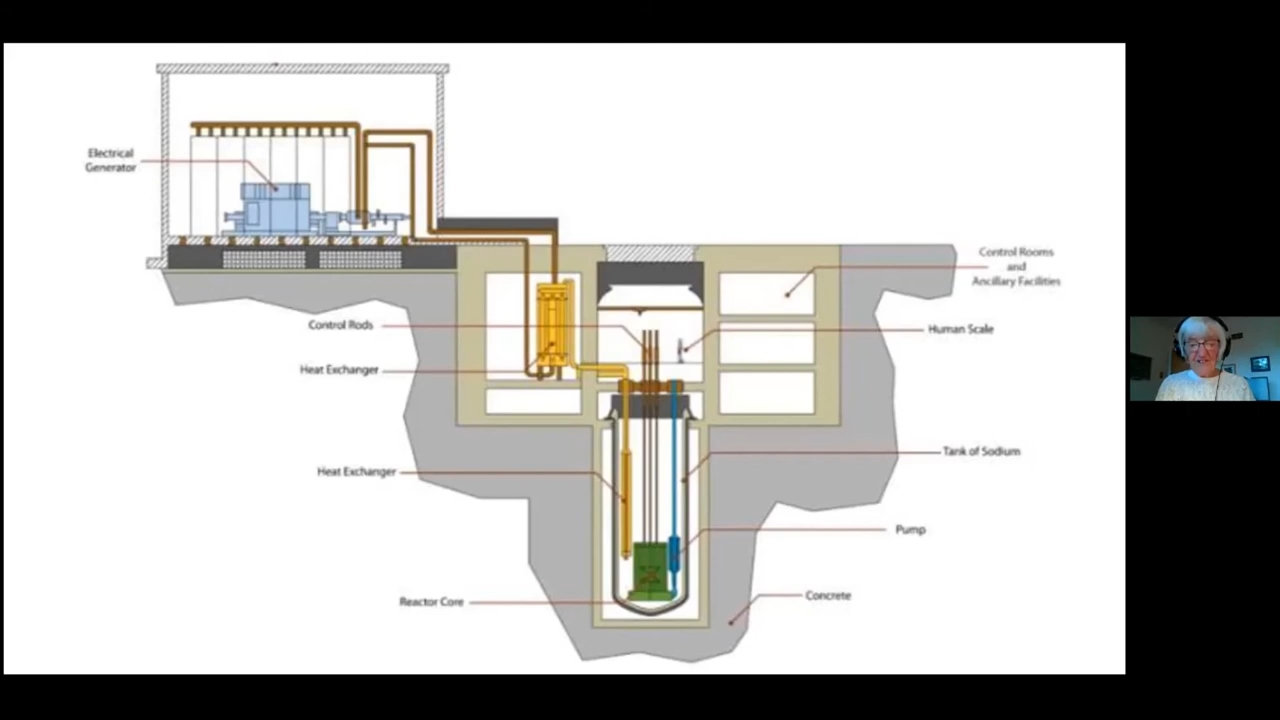 Electrical
Generator
Control Rooms
and
Ancillary Facilities
Control Rods
Human Scale
Heat Exchanger
Tank of Sodium
Heat Exchanger
Pump
Concrete
Reactor Core